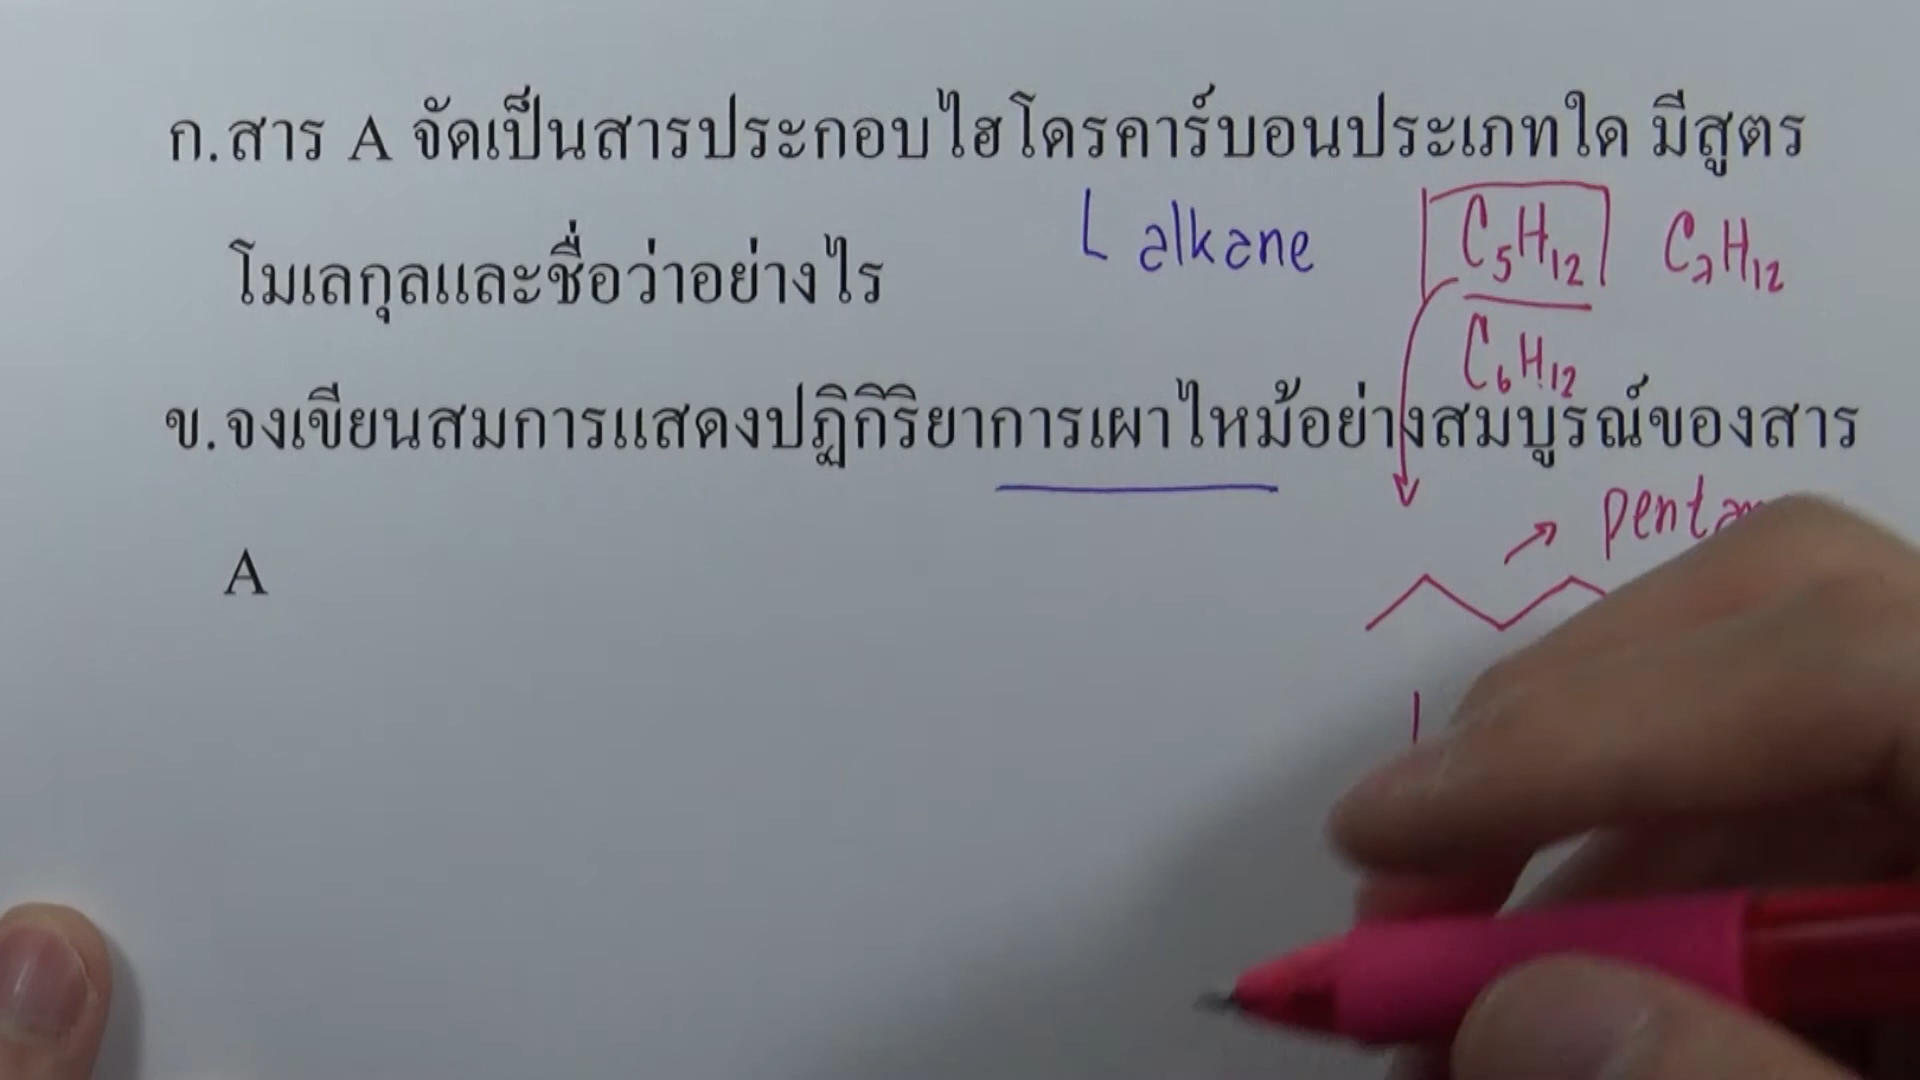 ก.สาร A จัดเป็นสารประกอบไฮโดรคาร์บอนประเภทใด มีสูตร
โมเลกุลและชื่อว่าอย่างไร
alkane C₅H₁₂ C₇H₁₂
C₆H₁₂
ข.จงเขียนสมการแสดงปฏิกิริยาการเผาไหม้อย่างสมบูรณ์ของสาร
A